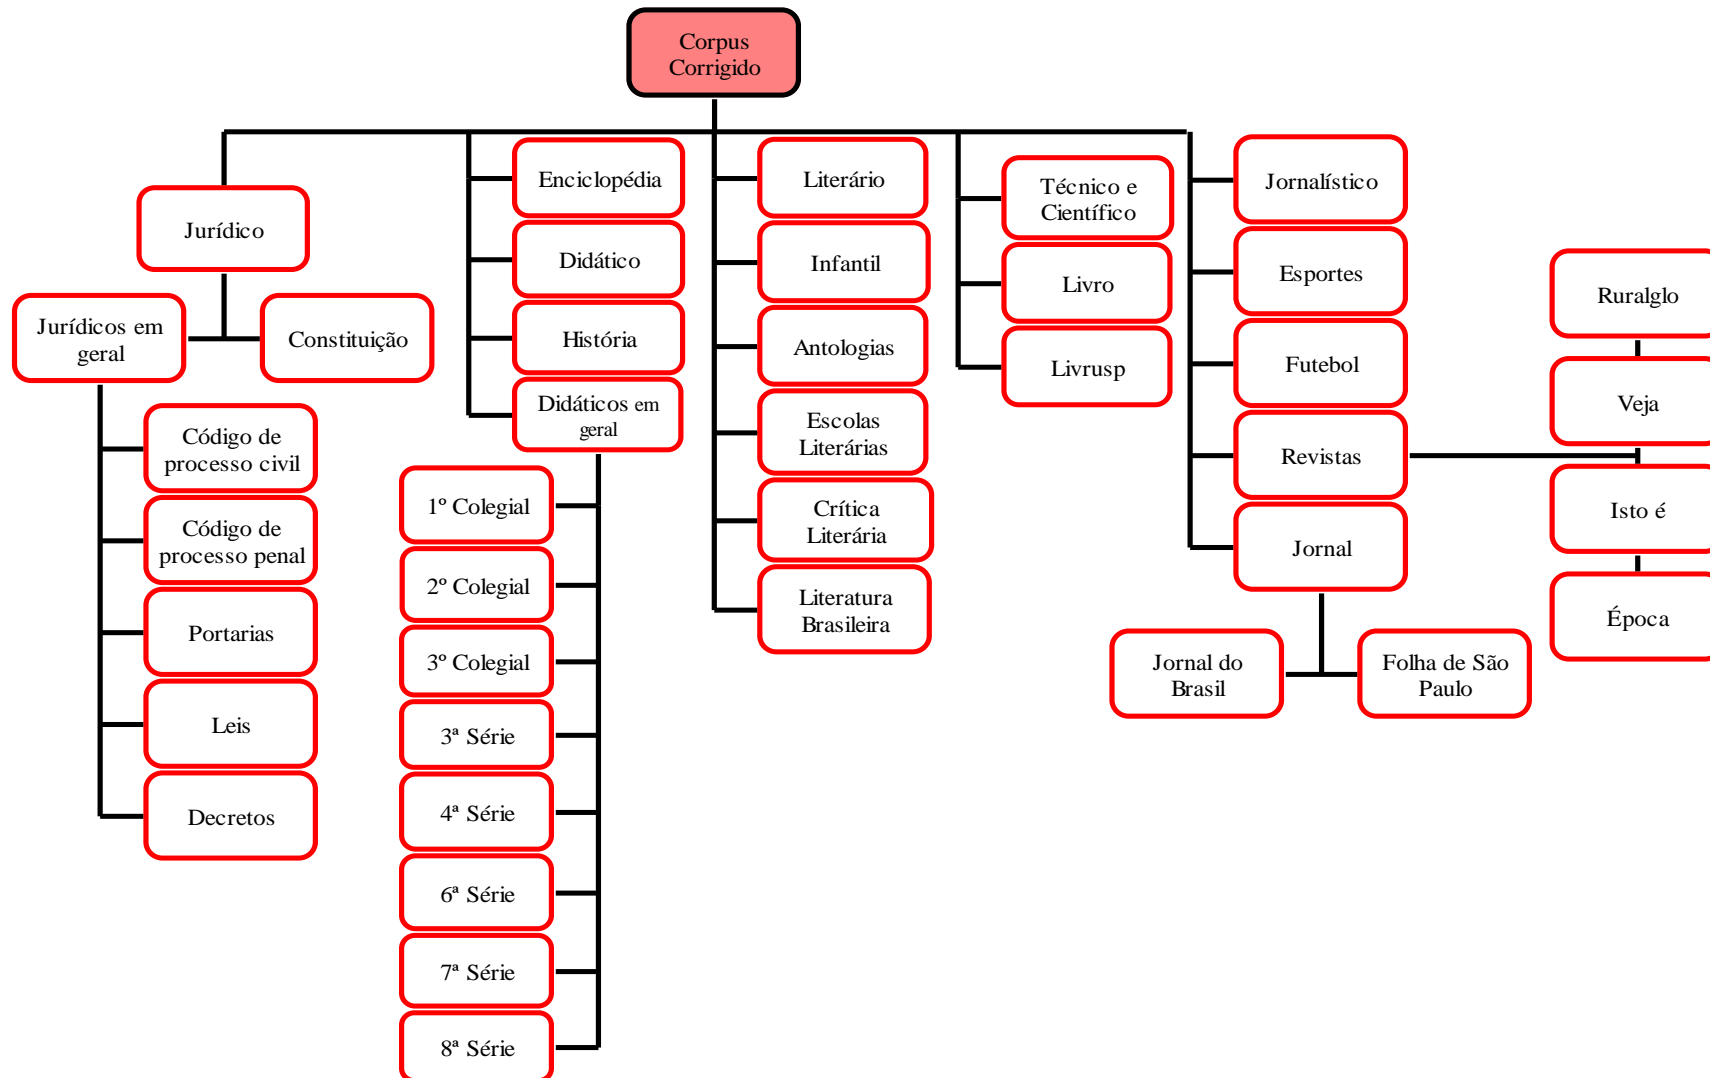 Corpus
Corrigido
Jurídico
Jurídicos em
geral
Constituição
Código de
processo civil
Código de
processo penal
Portarias
Leis
Decretos
Enciclopédia
Didático
História
Didáticos em
geral
1º Colegial
2º Colegial
3º Colegial
3ª Série
4ª Série
6ª Série
7ª Série
8ª Série
Literário
Infantil
Antologias
Escolas
Literárias
Crítica
Literária
Literatura
Brasileira
Técnico e
Científico
Livro
Livrusp
Jornalístico
Esportes
Futebol
Revistas
Jornal
Jornal do
Brasil
Folha de São
Paulo
Ruralglo
Veja
Isto é
Época